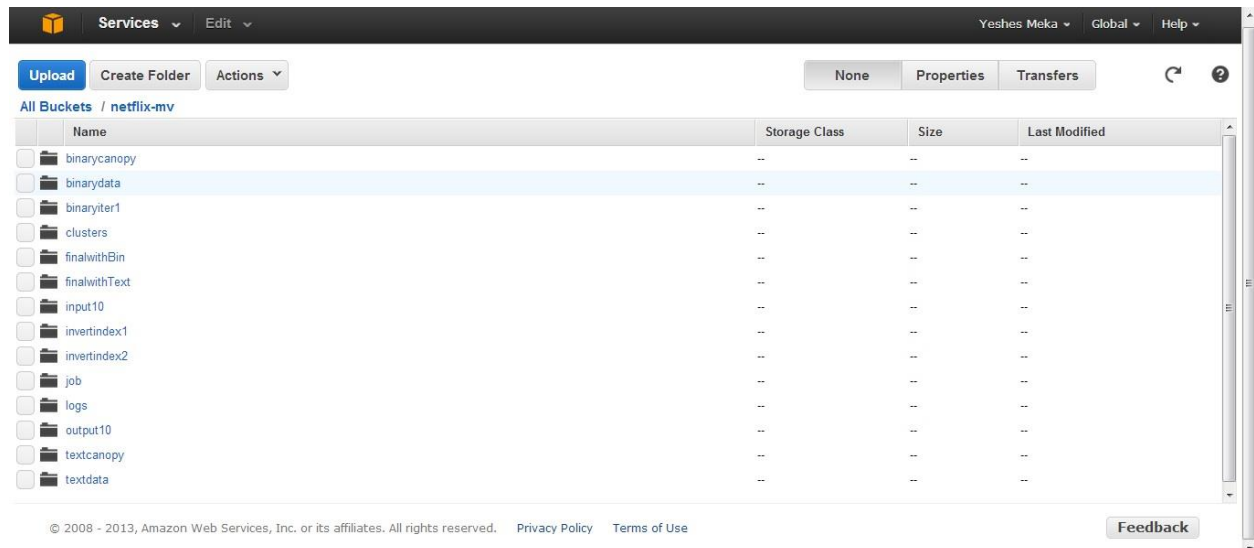 Services Edit Yeshes Meka Global Help
Upload Create Folder Actions None Properties Transfers
All Buckets / netflix-mv
Name Storage Class Size Last Modified
binarycanopy -- -- --
binarydata -- -- --
binaryiter1 -- -- --
clusters -- -- --
finalwithBin -- -- --
finalwithText -- -- --
input10 -- -- --
invertindex1 -- -- --
invertindex2 -- -- --
job -- -- --
logs -- -- --
output10 -- -- --
textcanopy -- -- --
textdata -- -- --
© 2008 - 2013, Amazon Web Services, Inc. or its affiliates. All rights reserved. Privacy Policy Terms of Use Feedback